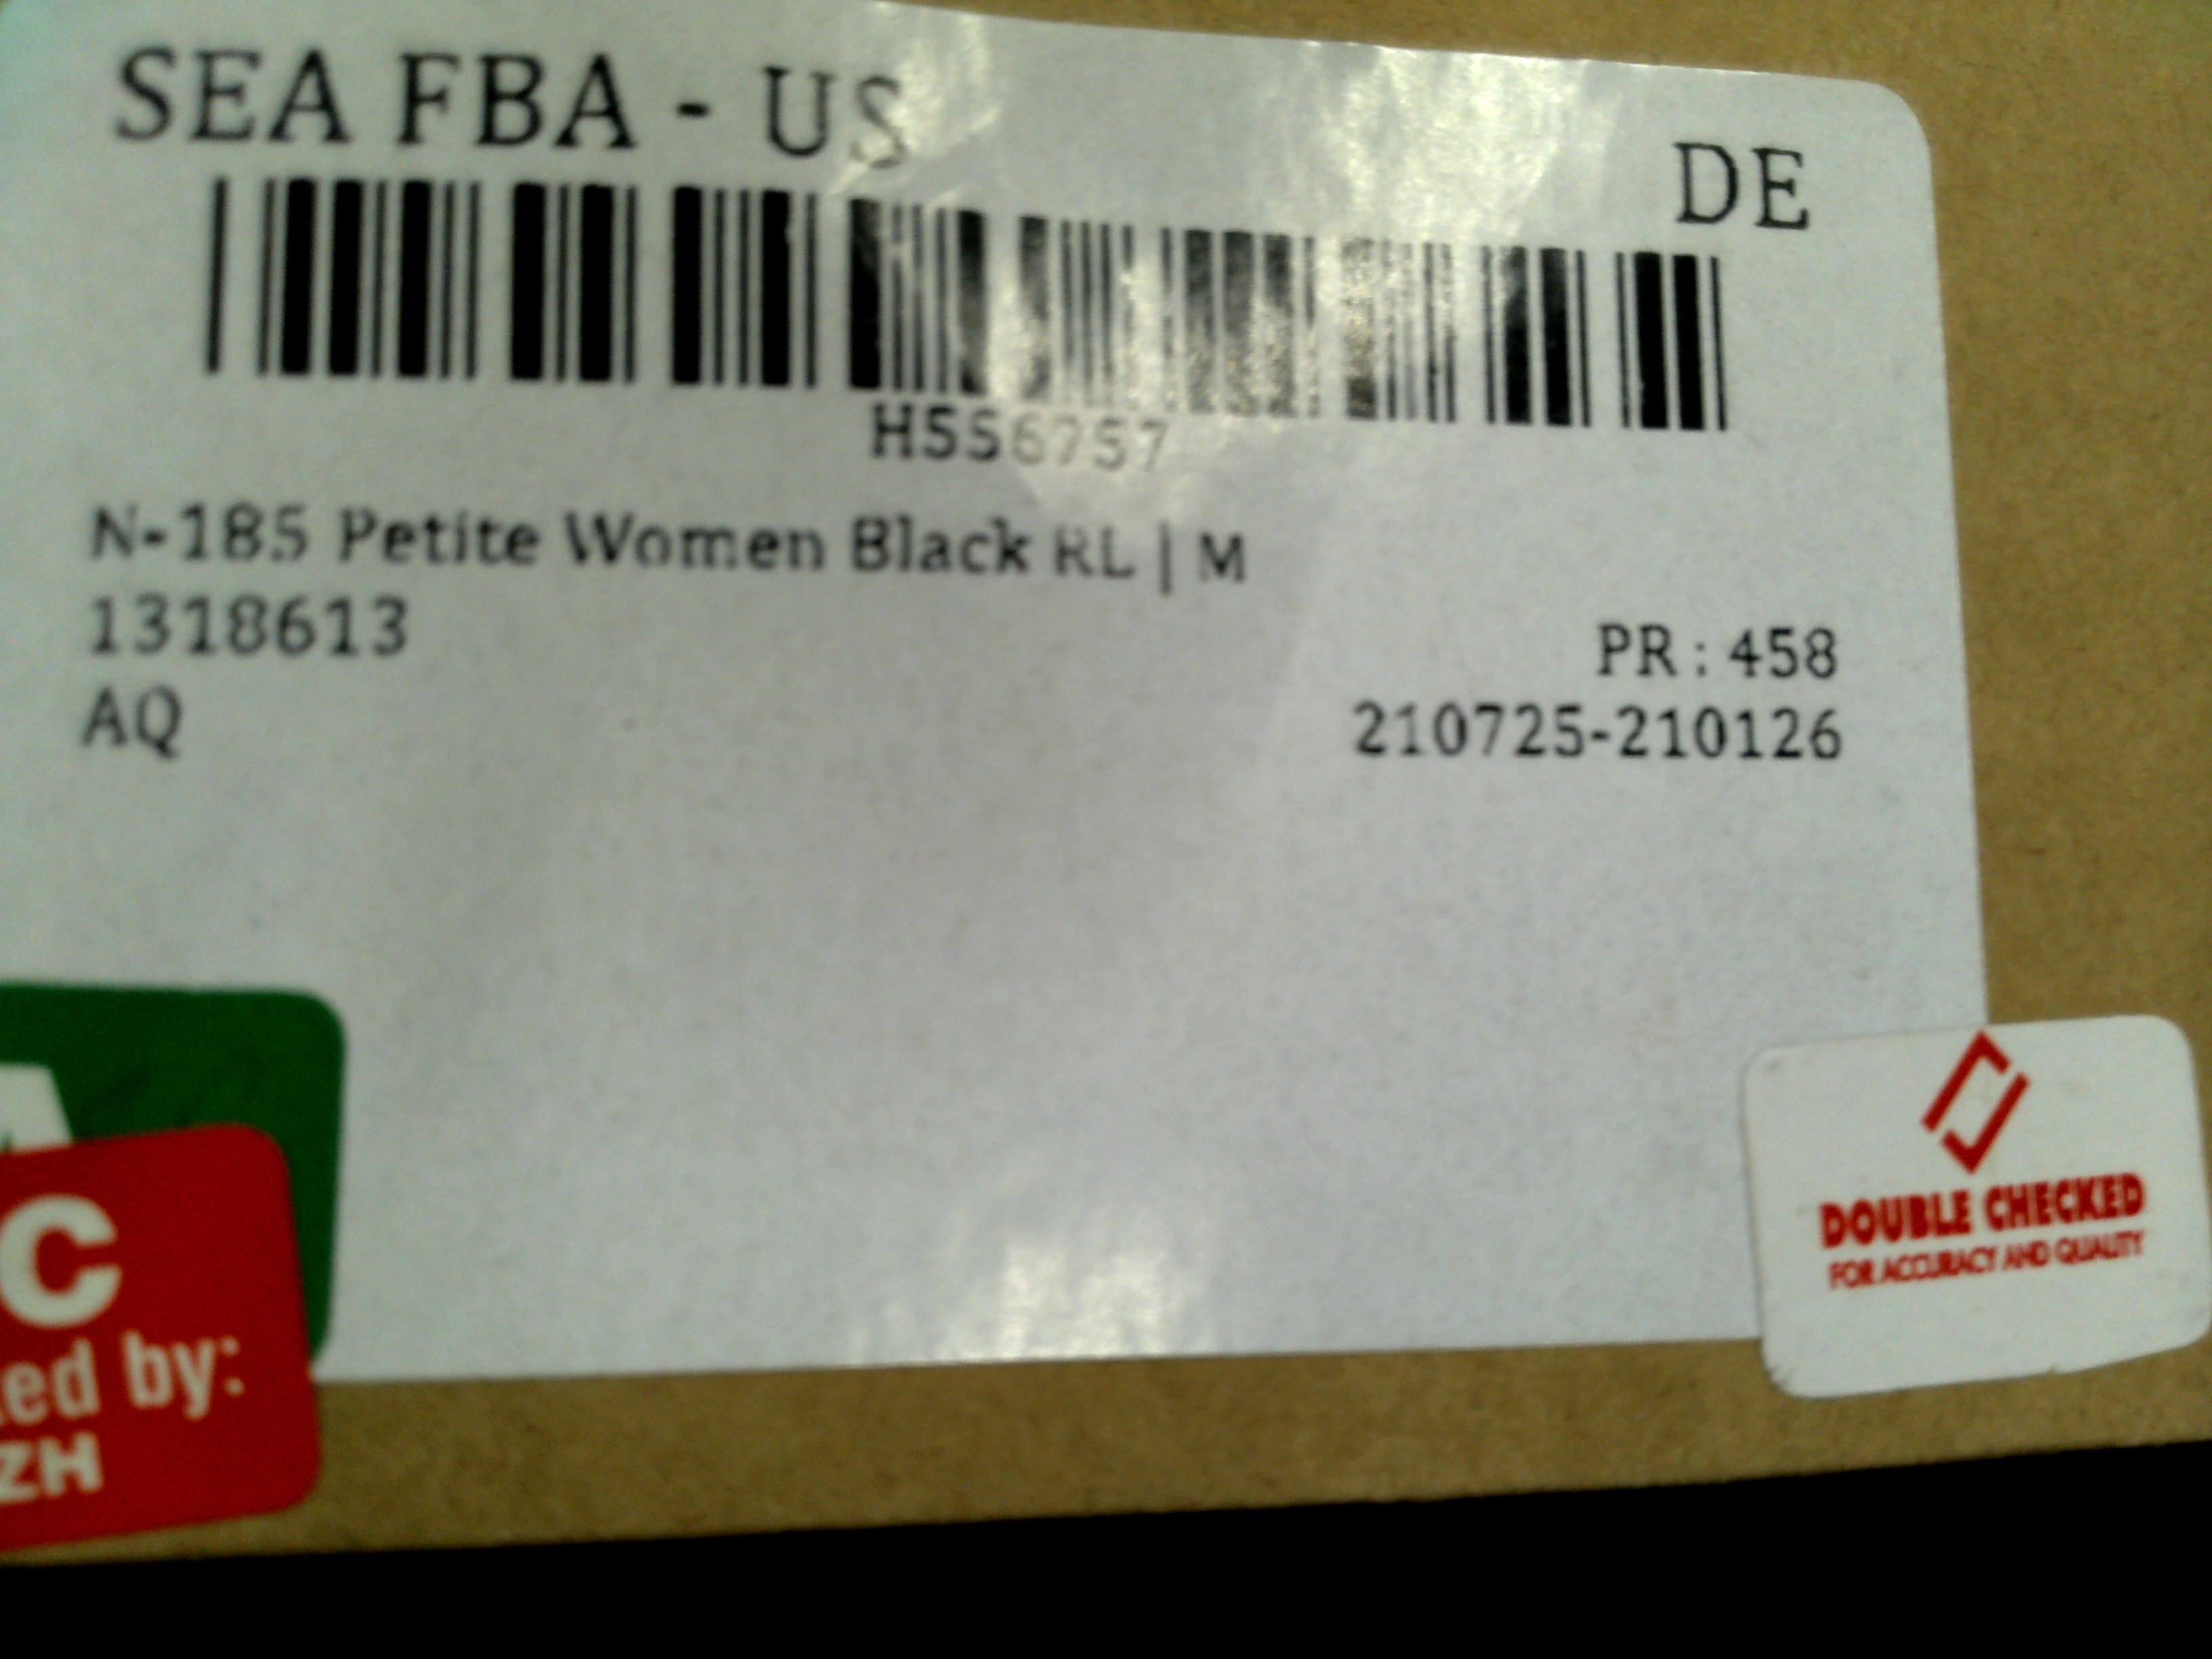 SEA FBA - US
DE
H556757
N-185 Petite Women Black RL | M
1318613
PR : 458
AQ
210725-210126
C
ed by:
ZH
DOUBLE CHECKED
FOR ACCURACY AND QUALITY